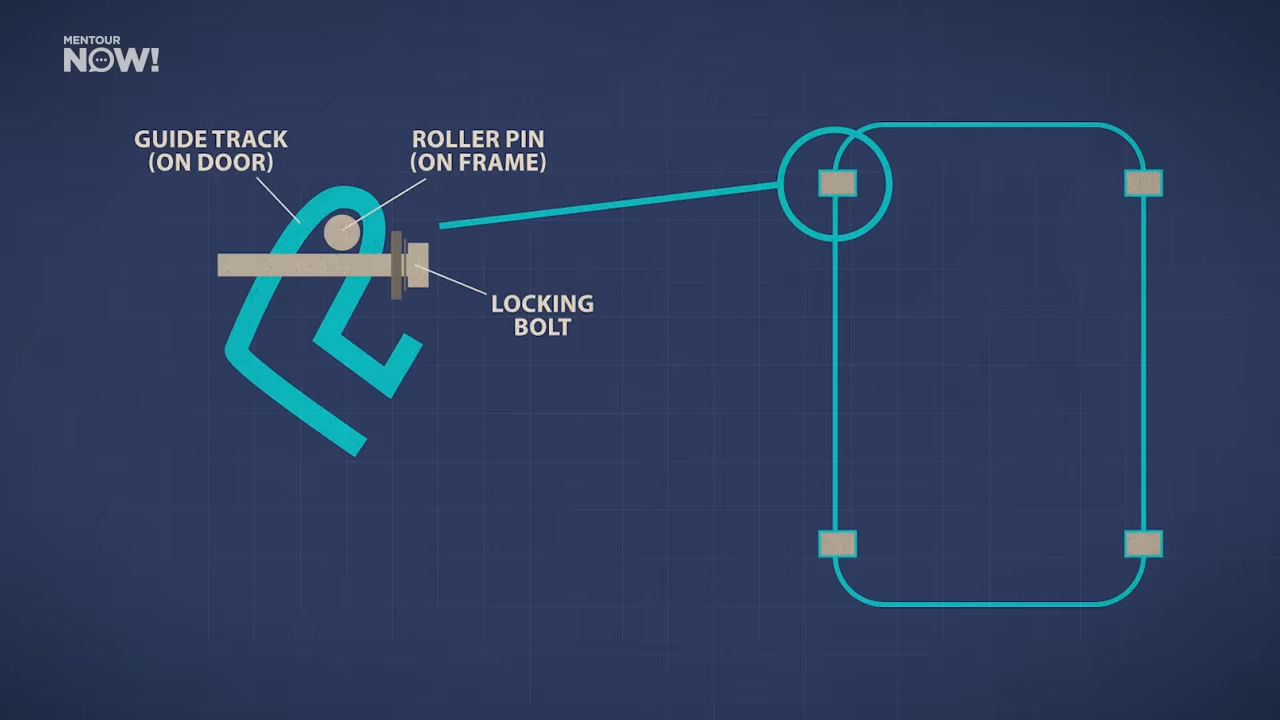 MENTOUR
NOW!
GUIDE TRACK
(ON DOOR)
ROLLER PIN
(ON FRAME)
LOCKING
BOLT